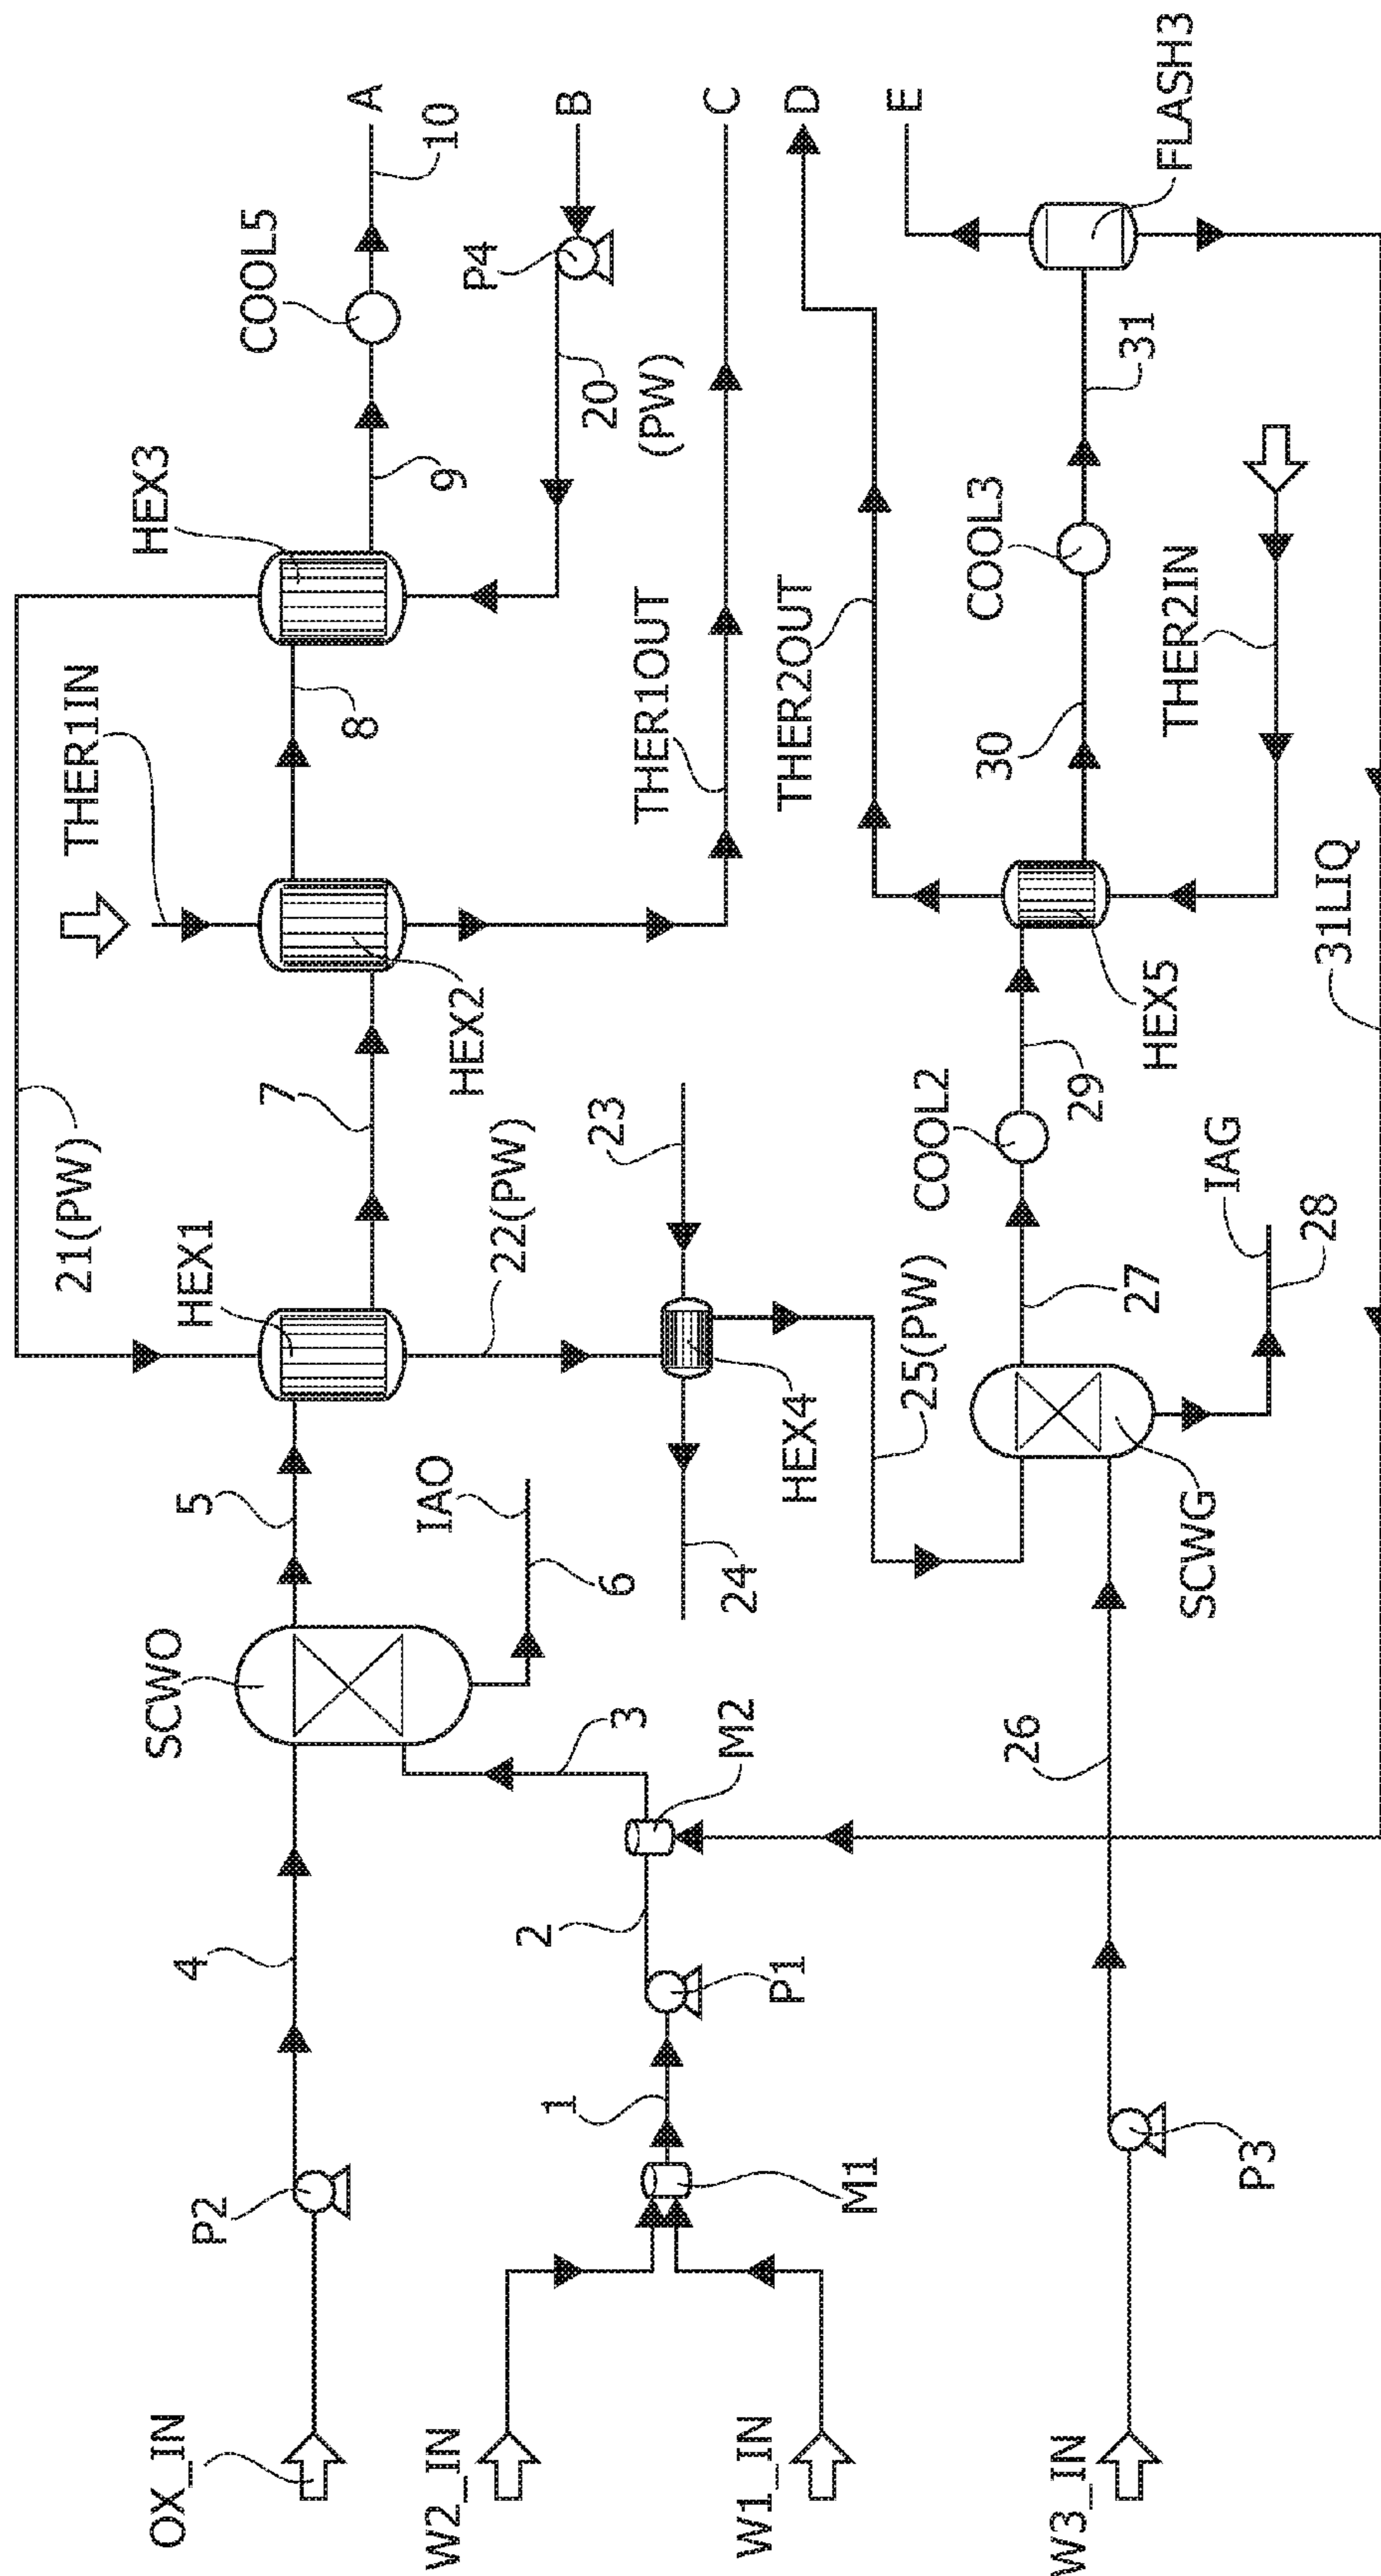 OX_IN
P2
4
SCWO
5
HEX1
21(PW)
THER1IN
HEX3
COOL5
A
10
9
8
7
HEX2
W2_IN
W1_IN
M1
1
P1
2
M2
3
6
IAO
22(PW)
23
24
HEX4
THER1OUT
20
(PW)
P4
B
C
D
THER2OUT
E
FLASH3
W3_IN
P3
26
SCWG
25(PW)
27
28
IAG
COOL2
29
HEX5
30
COOL3
31
THER2IN
31LIQ